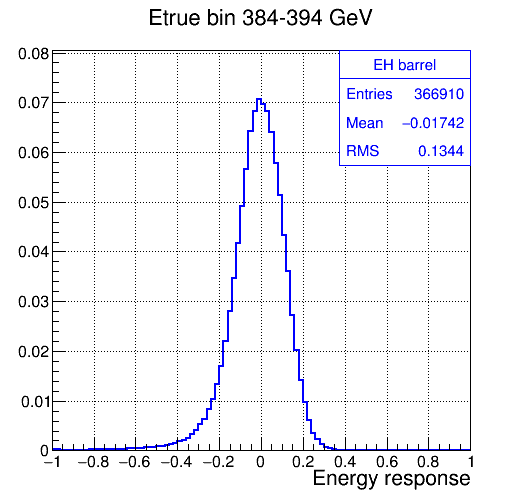 Etrue bin 384-394 GeV
EH barrel
Entries 366910
Mean −0.01742
RMS 0.1344
0.08
0.07
0.06
0.05
0.04
0.03
0.02
0.01
0
−1 −0.8 −0.6 −0.4 −0.2 0 0.2 0.4 0.6 0.8 1
Energy response